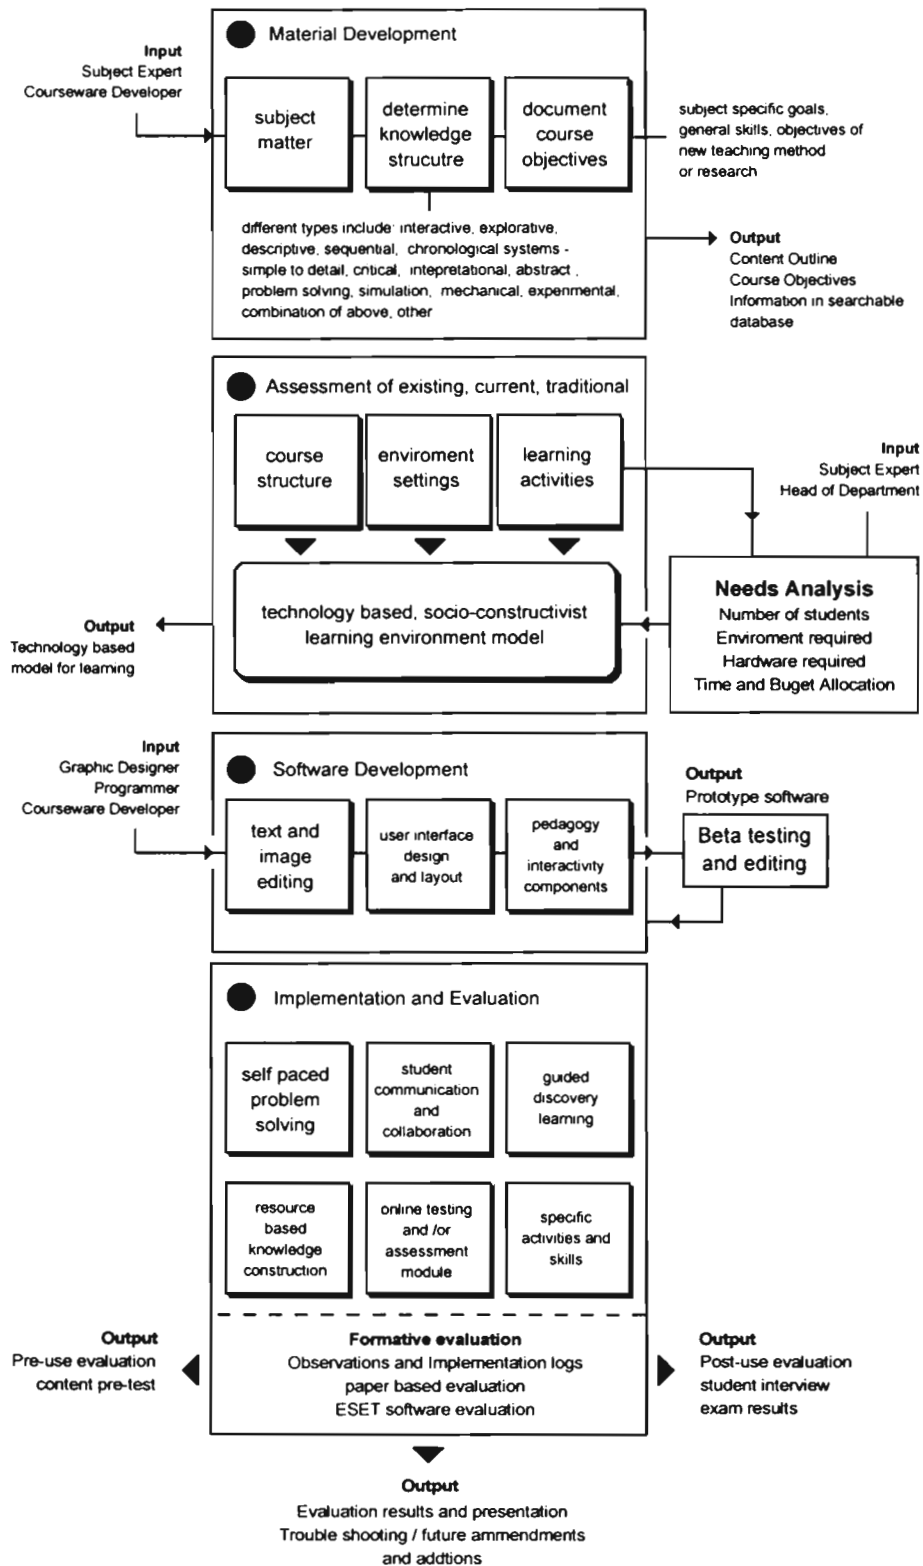 Material Development
Input
Subject Expert
Courseware Developer
subject
matter
determine
knowledge
strucutre
document
course
objectives
subject specific goals,
general skills, objectives of
new teaching method
or research
different types include: interactive, explorative,
descriptive, sequential, chronological systems -
simple to detail, critical, intepretational, abstract ,
problem solving, simulation, mechanical, expenmental,
combination of above, other
Output
Content Outline
Course Objectives
Information in searchable
database
Assessment of existing, current, traditional
course
structure
enviroment
settings
learning
activities
Input
Subject Expert
Head of Department
technology based, socio-constructivist
learning environment model
Needs Analysis
Number of students
Enviroment required
Hardware required
Time and Buget Allocation
Output
Technology based
model for learning
Input
Graphic Designer
Programmer
Courseware Developer
Software Development
text and
image
editing
user interface
design
and layout
pedagogy
and
interactivity
components
Output
Prototype software
Beta testing
and editing
Implementation and Evaluation
self paced
problem
solving
student
communication
and
collaboration
guided
discovery
learning
resource
based
knowledge
construction
online testing
and /or
assessment
module
specific
activities and
skills
Output
Pre-use evaluation
content pre-test
Formative evaluation
Observations and Implementation logs
paper based evaluation
ESET software evaluation
Output
Post-use evaluation
student interview
exam results
Output
Evaluation results and presentation
Trouble shooting / future ammendments
and addtions